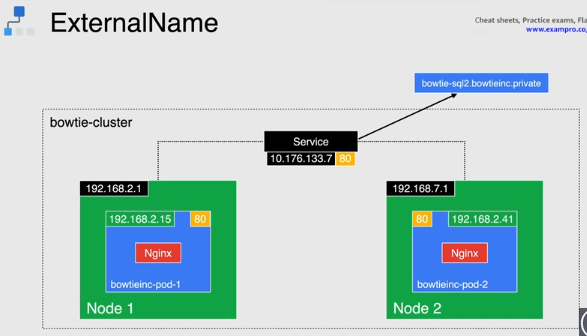 ExternalName
Cheat sheets, Practice exams, Fla
www.exampro.co
bowtie-sql2.bowtieinc.private
bowtie-cluster
Service
10.176.133.7 80
192.168.2.1
192.168.7.1
192.168.2.15 80
80 192.168.2.41
Nginx
Nginx
bowtieinc-pod-1
bowtieinc-pod-2
Node 1
Node 2